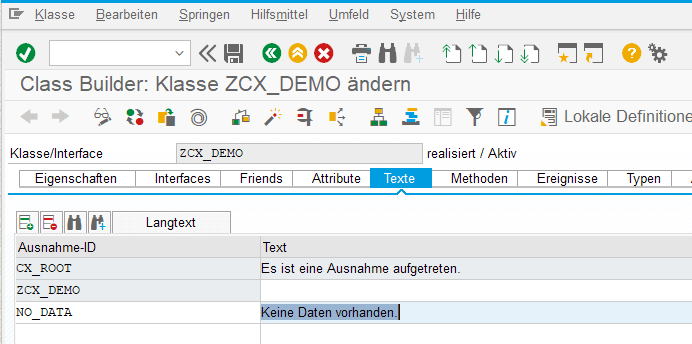 Klasse Bearbeiten Springen Hilfsmittel Umfeld System Hilfe
Class Builder: Klasse ZCX_DEMO ändern
Lokale Definitione
Klasse/Interface ZCX_DEMO realisiert / Aktiv
Eigenschaften Interfaces Friends Attribute Texte Methoden Ereignisse Typen
Langtext
Ausnahme-ID Text
CX_ROOT Es ist eine Ausnahme aufgetreten.
ZCX_DEMO
NO_DATA Keine Daten vorhanden.